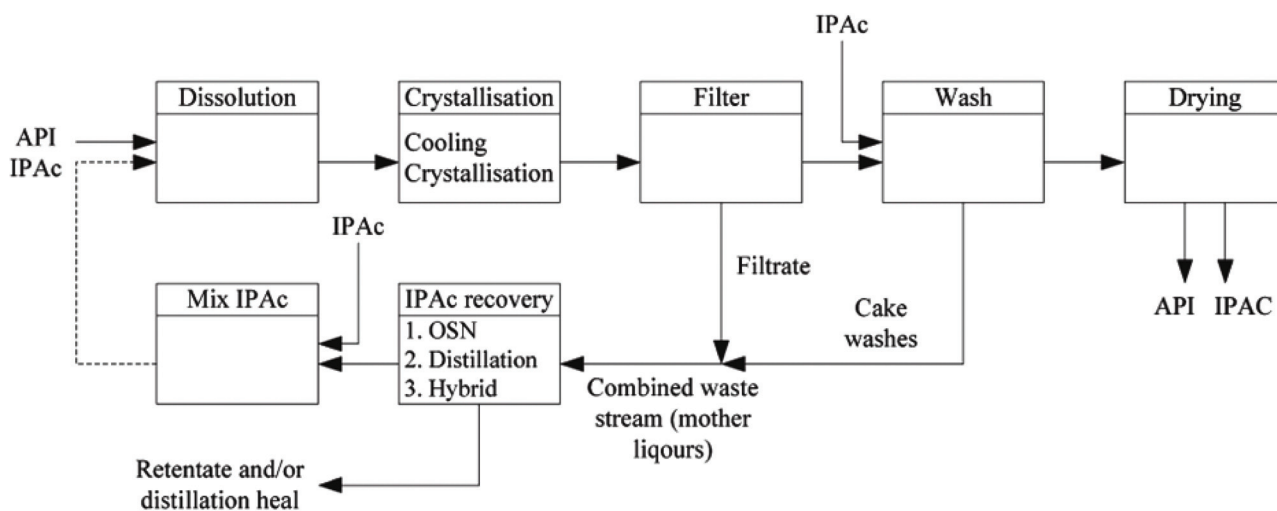 IPAc
Dissolution
Crystallisation
Filter
Wash
Drying
API
IPAc
Cooling
Crystallisation
IPAc
Filtrate
Cake
washes
API IPAC
Mix IPAc
IPAc recovery
1. OSN
2. Distillation
3. Hybrid
Combined waste
stream (mother
liqours)
Retentate and/or
distillation heal